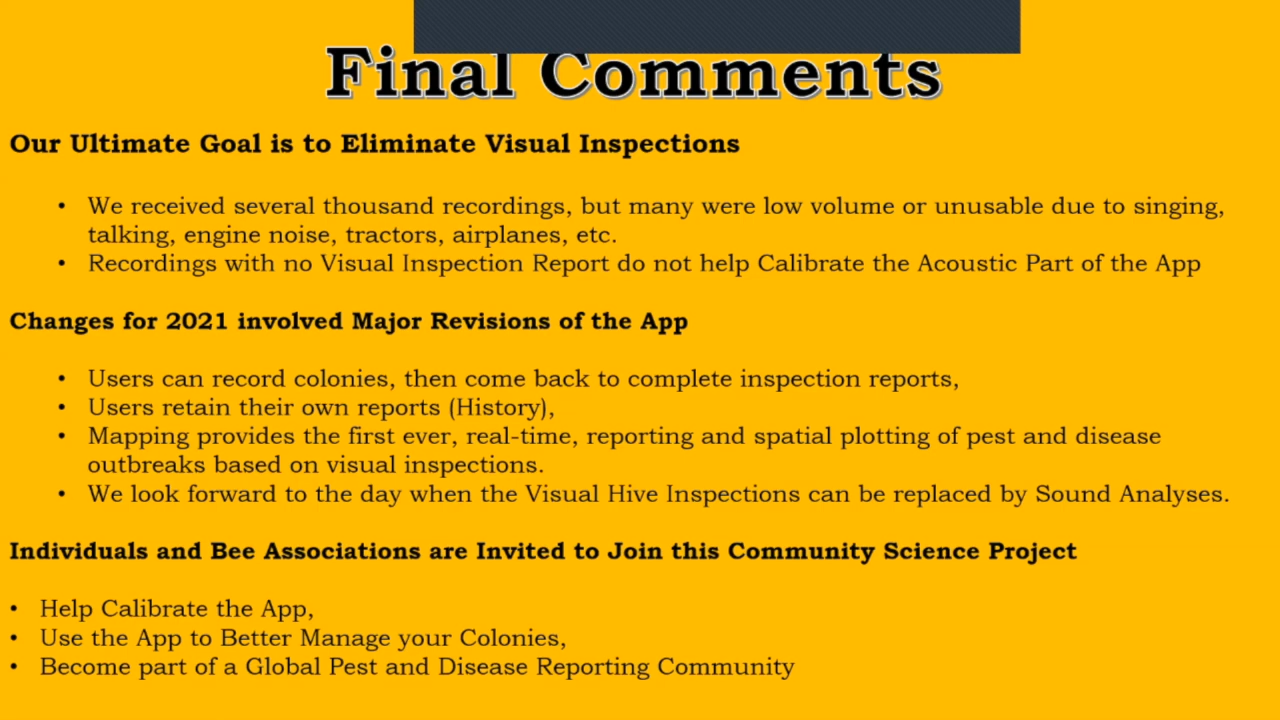 Final Comments
Our Ultimate Goal is to Eliminate Visual Inspections
• We received several thousand recordings, but many were low volume or unusable due to singing,
talking, engine noise, tractors, airplanes, etc.
• Recordings with no Visual Inspection Report do not help Calibrate the Acoustic Part of the App
Changes for 2021 involved Major Revisions of the App
• Users can record colonies, then come back to complete inspection reports,
• Users retain their own reports (History),
• Mapping provides the first ever, real-time, reporting and spatial plotting of pest and disease
outbreaks based on visual inspections.
• We look forward to the day when the Visual Hive Inspections can be replaced by Sound Analyses.
Individuals and Bee Associations are Invited to Join this Community Science Project
• Help Calibrate the App,
• Use the App to Better Manage your Colonies,
• Become part of a Global Pest and Disease Reporting Community